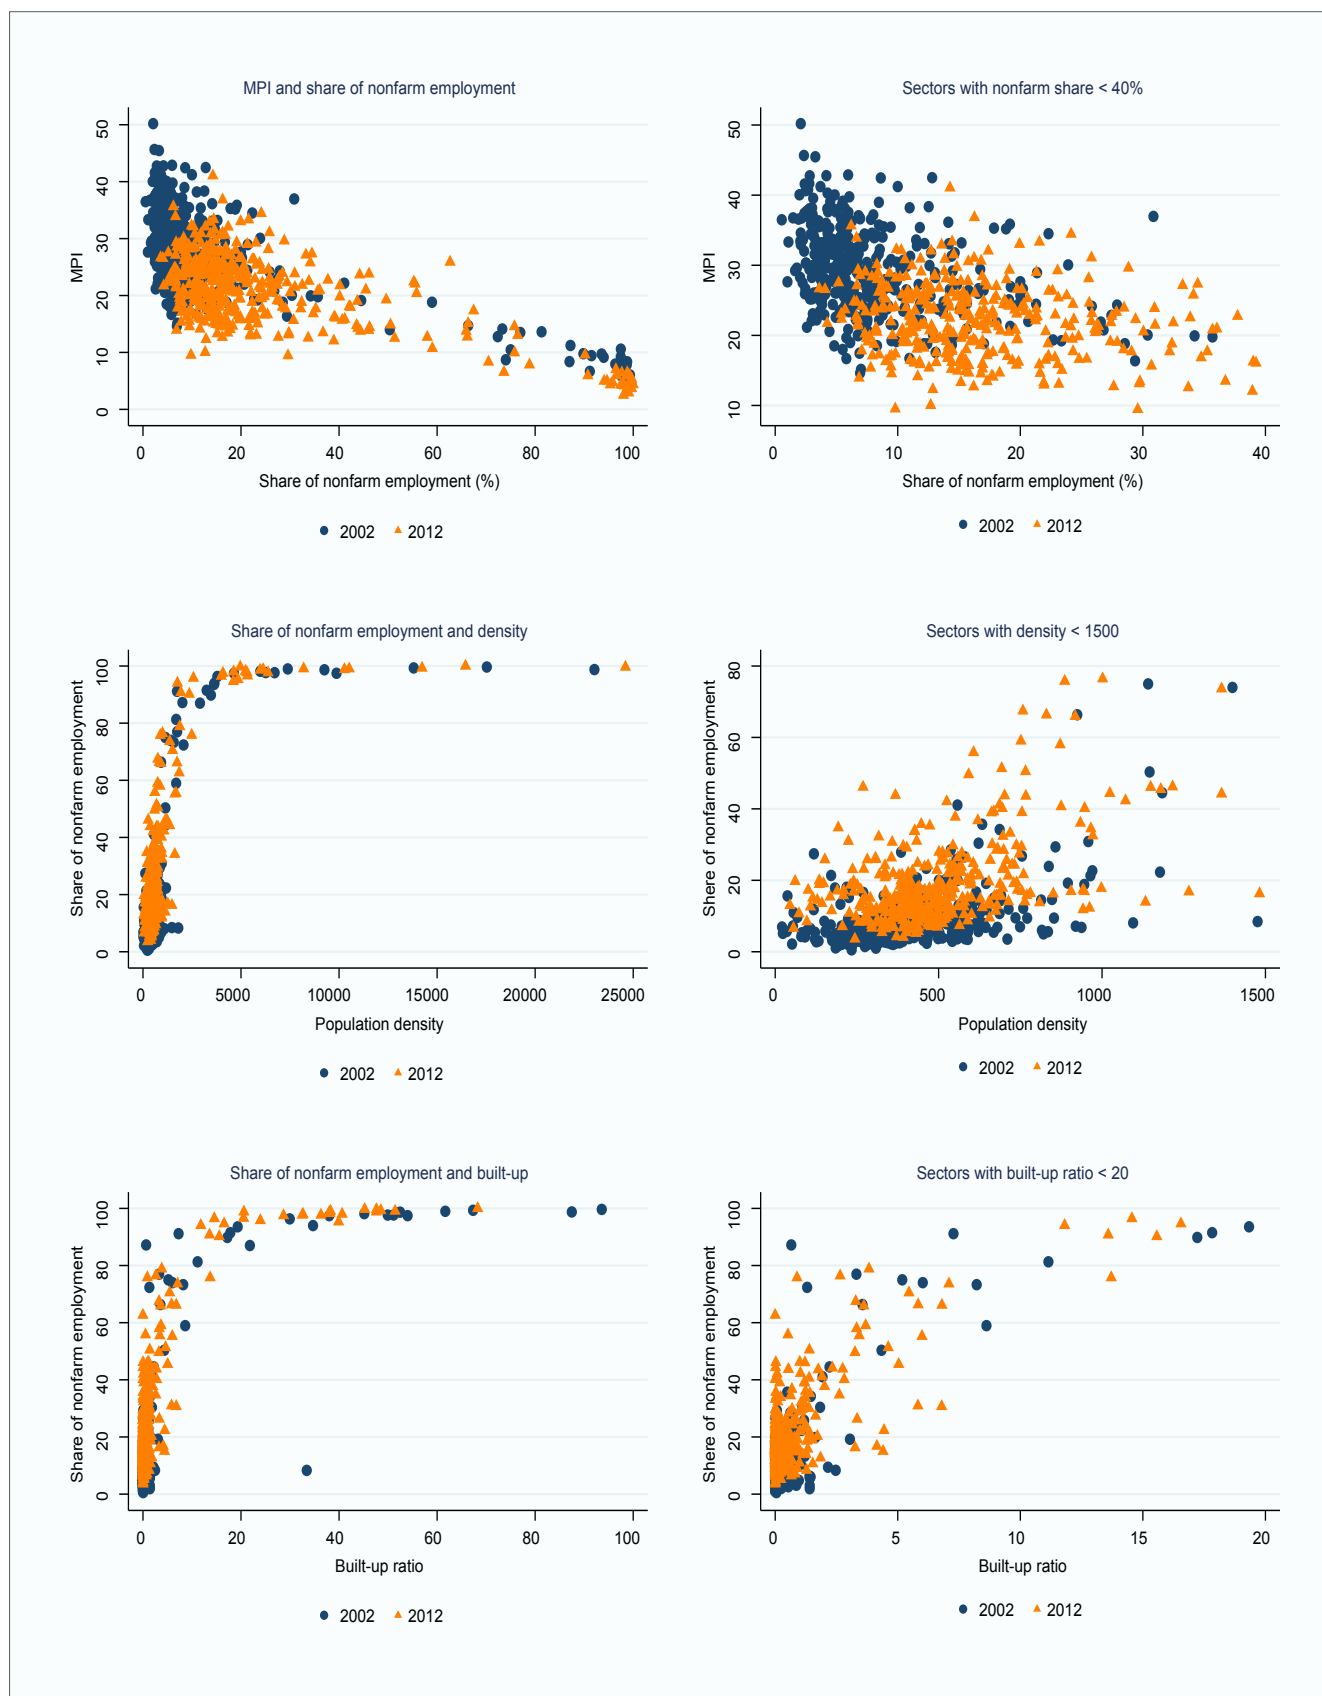 MPI and share of nonfarm employment
MPI
50
40
30
20
10
0
0 20 40 60 80 100
Share of nonfarm employment (%)
2002 2012
Sectors with nonfarm share < 40%
MPI
50
40
30
20
10
0 10 20 30 40
Share of nonfarm employment (%)
2002 2012
Share of nonfarm employment and density
Share of nonfarm employment
100
80
60
40
20
0
0 5000 10000 15000 20000 25000
Population density
2002 2012
Sectors with density < 1500
Shere of nonfarm employment
80
60
40
20
0
0 500 1000 1500
Population density
2002 2012
Share of nonfarm employment and built-up
Share of nonfarm employment
100
80
60
40
20
0
0 20 40 60 80 100
Built-up ratio
2002 2012
Sectors with built-up ratio < 20
Shere of nonfarm employment
100
80
60
40
20
0
0 5 10 15 20
Built-up ratio
2002 2012